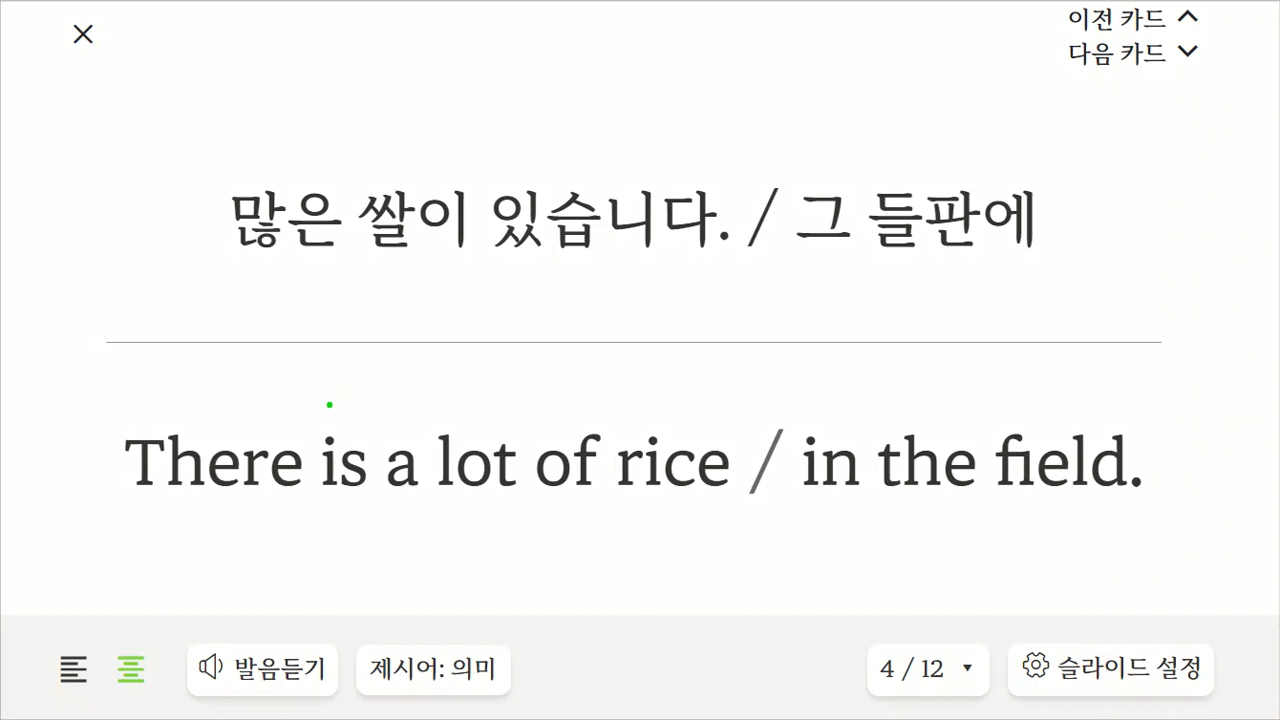 이전 카드
다음 카드
많은 쌀이 있습니다. / 그 들판에
There is a lot of rice / in the field.
발음듣기
제시어: 의미
4 / 12
슬라이드 설정